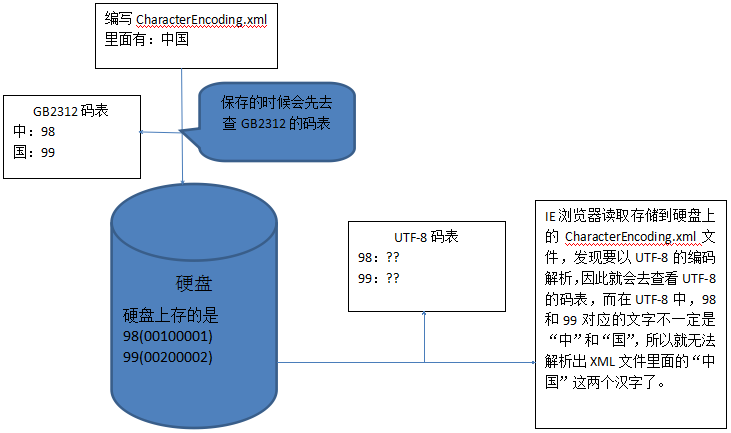 编写 CharacterEncoding.xml
里面有：中国
GB2312 码表
中：98
国：99
保存的时候会先去
查 GB2312 的码表
硬盘
硬盘上存的是
98(00100001)
99(00200002)
UTF-8 码表
98：??
99：??
IE 浏览器读取存储到硬盘上
的 CharacterEncoding.xml 文
件，发现要以 UTF-8 的编码
解析，因此就会去查看 UTF-8
的码表，而在 UTF-8 中，98
和 99 对应的文字不一定是
“中”和“国”，所以就无法
解析出 XML 文件里面的“中
国”这两个汉字了。